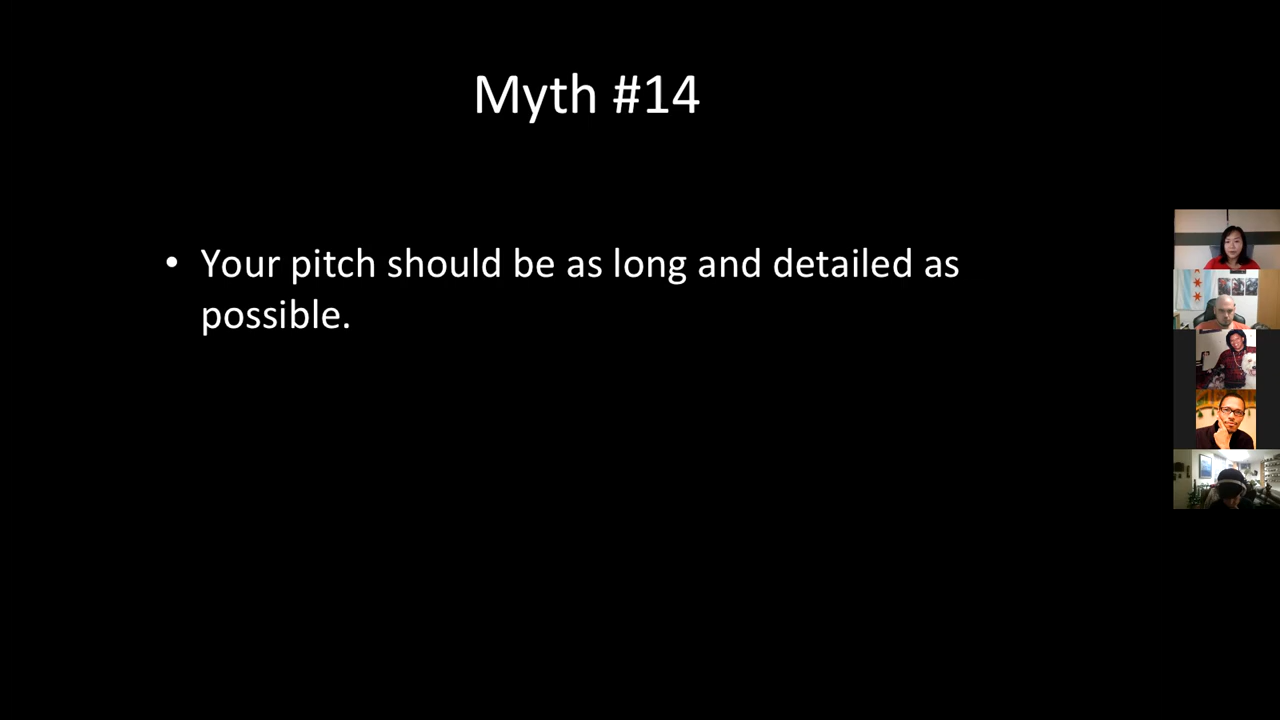 Myth #14
• Your pitch should be as long and detailed as
possible.